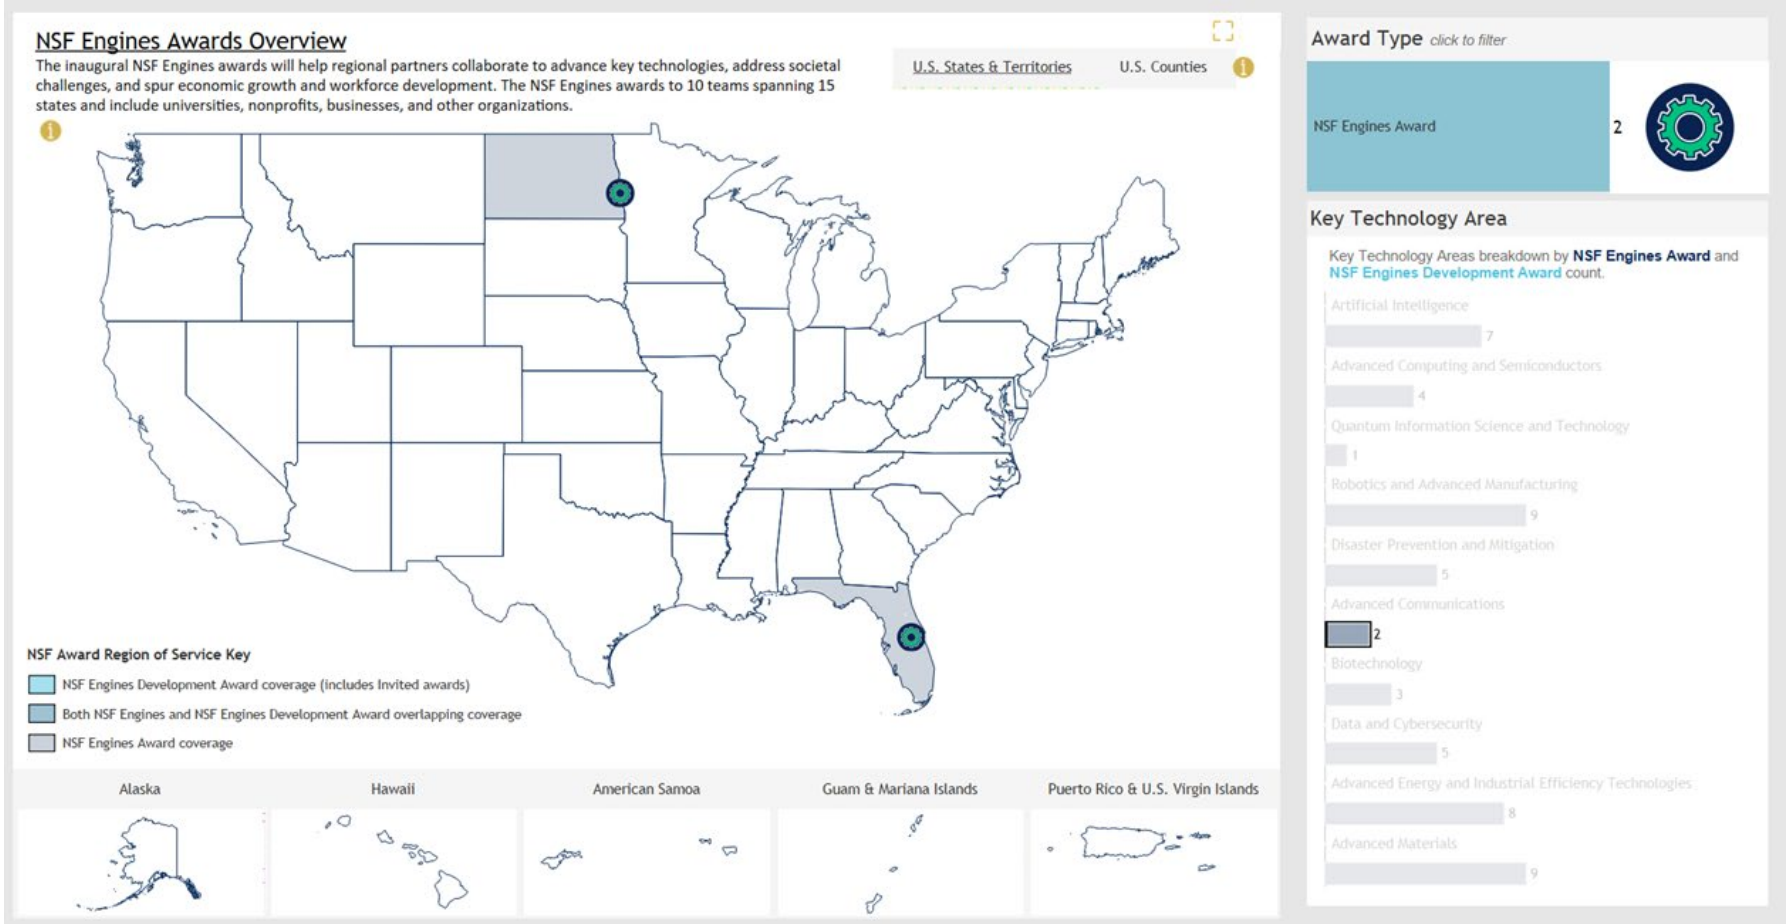 NSF Engines Awards Overview
The inaugural NSF Engines awards will help regional partners collaborate to advance key technologies, address societal
challenges, and spur economic growth and workforce development. The NSF Engines awards to 10 teams spanning 15
states and include universities, nonprofits, businesses, and other organizations.
U.S. States & Territories
U.S. Counties
i
i
NSF Award Region of Service Key
NSF Engines Development Award coverage (includes Invited awards)
Both NSF Engines and NSF Engines Development Award overlapping coverage
NSF Engines Award coverage
Alaska
Hawaii
American Samoa
Guam & Mariana Islands
Puerto Rico & U.S. Virgin Islands
Award Type click to filter
NSF Engines Award
2
Key Technology Area
Key Technology Areas breakdown by NSF Engines Award and
NSF Engines Development Award count.
Artificial Intelligence
7
Advanced Computing and Semiconductors
4
Quantum Information Science and Technology
1
Robotics and Advanced Manufacturing
9
Disaster Prevention and Mitigation
5
Advanced Communications
2
Biotechnology
3
Data and Cybersecurity
5
Advanced Energy and Industrial Efficiency Technologies
8
Advanced Materials
9